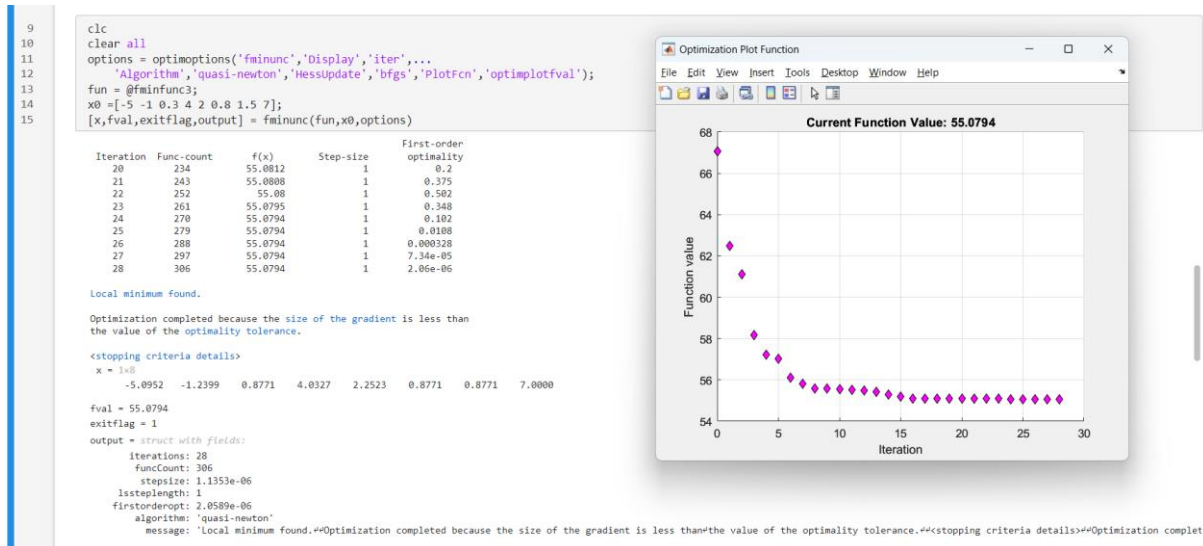 9 clc
10 clear all
11 options = optimoptions('fminunc','Display','iter',...
12 'Algorithm','quasi-newton','HessUpdate','bfgs','PlotFcn','optimplotfval');
13 fun = @fminfunc3;
14 x0 =[-5 -1 0.3 4 2 0.8 1.5 7];
15 [x,fval,exitflag,output] = fminunc(fun,x0,options)
First-order
Iteration Func-count f(x) Step-size optimality
20 234 55.0812 1 0.2
21 243 55.0808 1 0.375
22 252 55.08 1 0.502
23 261 55.0795 1 0.348
24 270 55.0794 1 0.102
25 279 55.0794 1 0.0108
26 288 55.0794 1 0.000328
27 297 55.0794 1 7.34e-05
28 306 55.0794 1 2.06e-06
Local minimum found.
Optimization completed because the size of the gradient is less than
the value of the optimality tolerance.
<stopping criteria details>
x = 1x8
-5.0952 -1.2399 0.8771 4.0327 2.2523 0.8771 0.8771 7.0000
fval = 55.0794
exitflag = 1
output = struct with fields:
iterations: 28
funcCount: 306
stepsize: 1.1353e-06
lssteplength: 1
firstorderopt: 2.0589e-06
algorithm: 'quasi-newton'
message: 'Local minimum found.↵↵Optimization completed because the size of the gradient is less than↵the value of the optimality tolerance.↵↵<stopping criteria details>↵↵Optimization complet
Optimization Plot Function
File Edit View Insert Tools Desktop Window Help
Current Function Value: 55.0794
68
66
64
62
60
58
56
54
Function value
0 5 10 15 20 25 30
Iteration